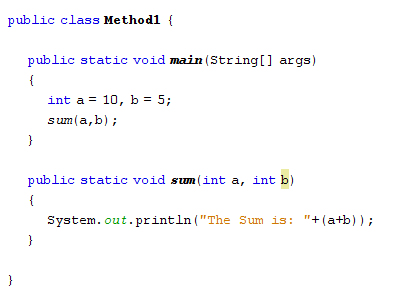 public class Method1 {
public static void main(String[] args)
{
int a = 10, b = 5;
sum(a,b);
}
public static void sum(int a, int b)
{
System.out.println("The Sum is: "+(a+b));
}
}